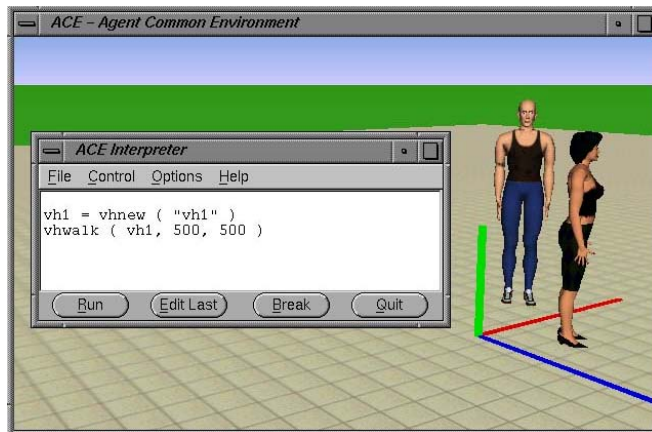 ACE – Agent Common Environment
ACE Interpreter
File Control Options Help
vh1 = vhnew ( "vh1" )
vhwalk ( vh1, 500, 500 )
Run Edit Last Break Quit